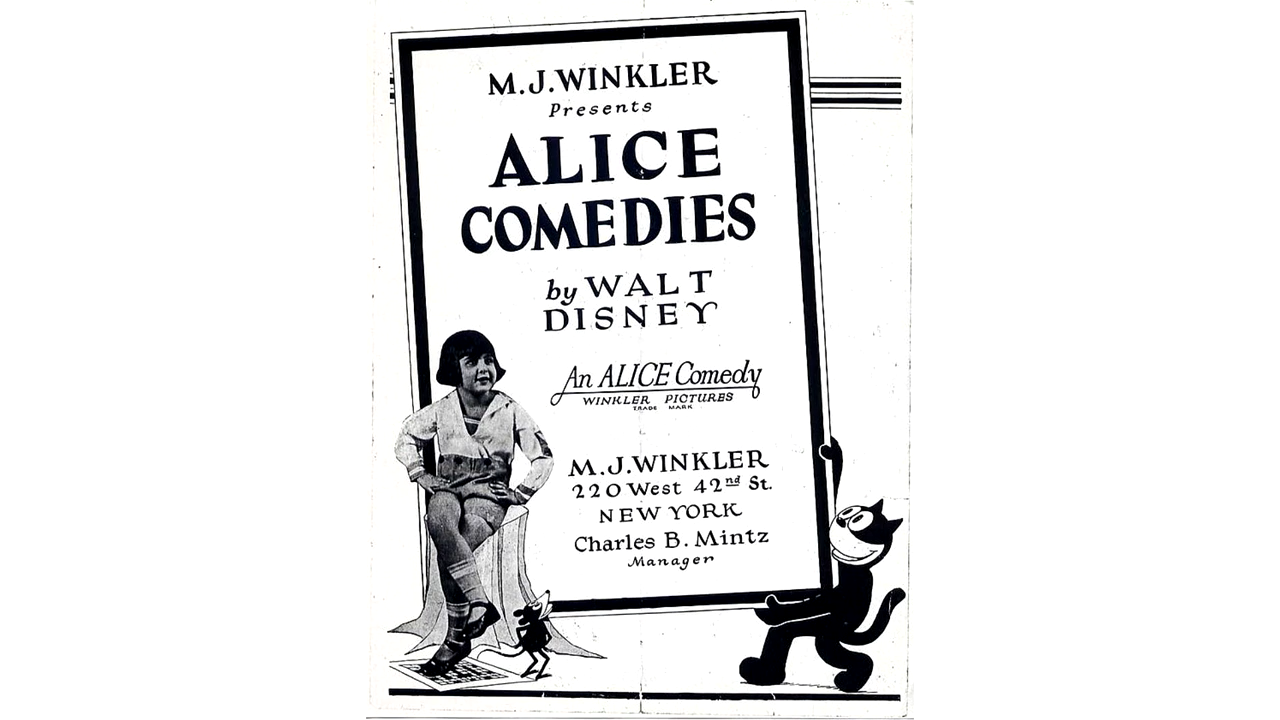 M.J.WINKLER
Presents
ALICE
COMEDIES
by WALT
DISNEY
An ALICE Comedy
WINKLER PICTURES
TRADE MARK
M.J.WINKLER
220 West 42nd St.
NEW YORK
Charles B. Mintz
Manager